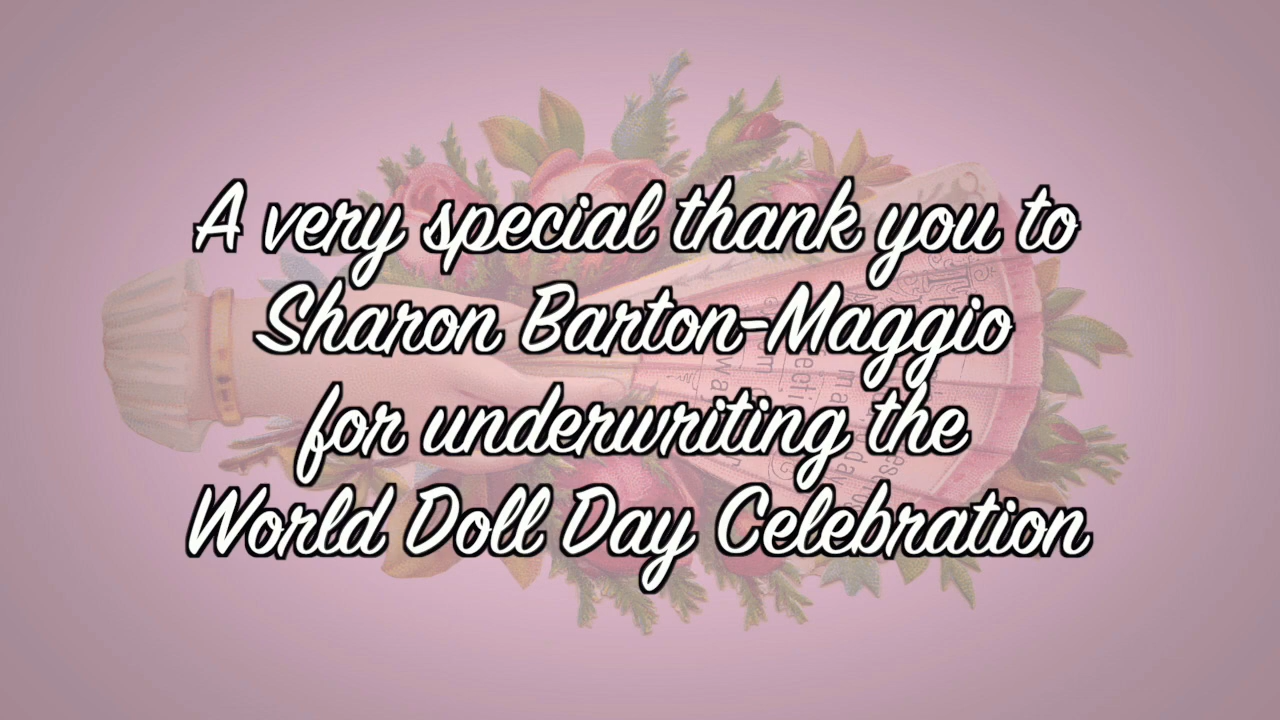 A very special thank you to
Sharon Barton-Maggio
for underwriting the
World Doll Day Celebration